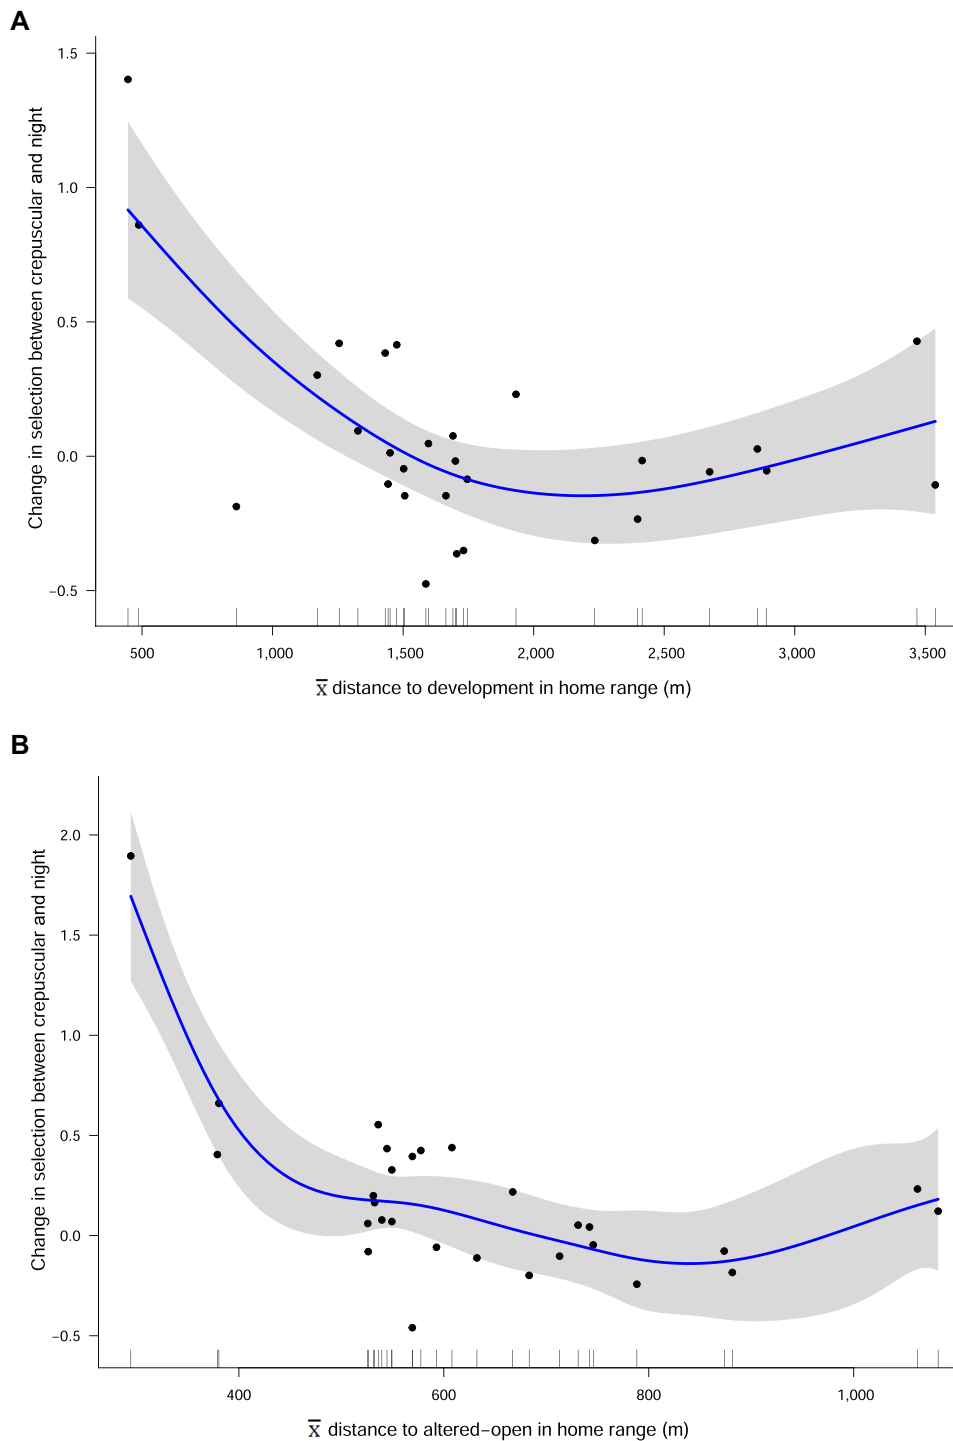 A
Change in selection between crepuscular and night
1.5
1.0
0.5
0.0
−0.5
500 1,000 1,500 2,000 2,500 3,000 3,500
x̅ distance to development in home range (m)
B
Change in selection between crepuscular and night
2.0
1.5
1.0
0.5
0.0
−0.5
400 600 800 1,000
x̅ distance to altered−open in home range (m)